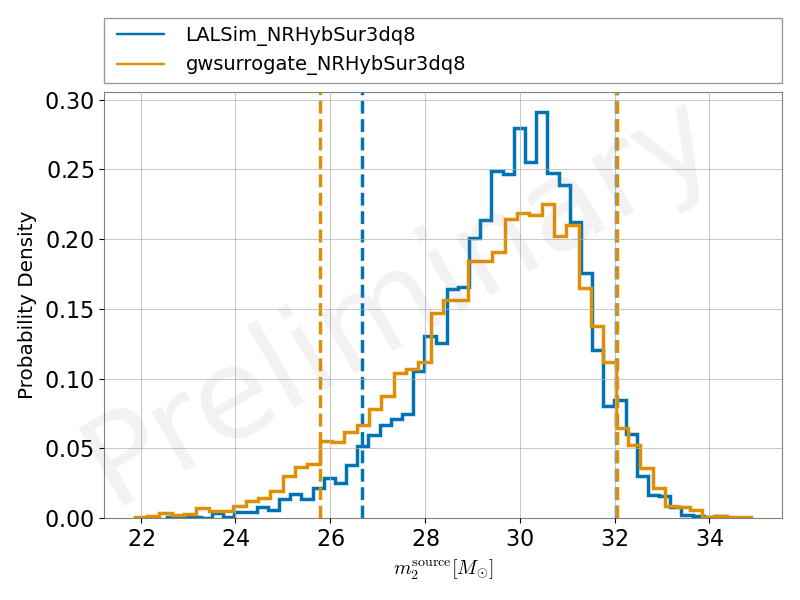 LALSim_NRHybSur3dq8
gwsurrogate_NRHybSur3dq8
Preliminary
Probability Density
0.30
0.25
0.20
0.15
0.10
0.05
0.00
22 24 26 28 30 32 34
m₂^source [M⊙]